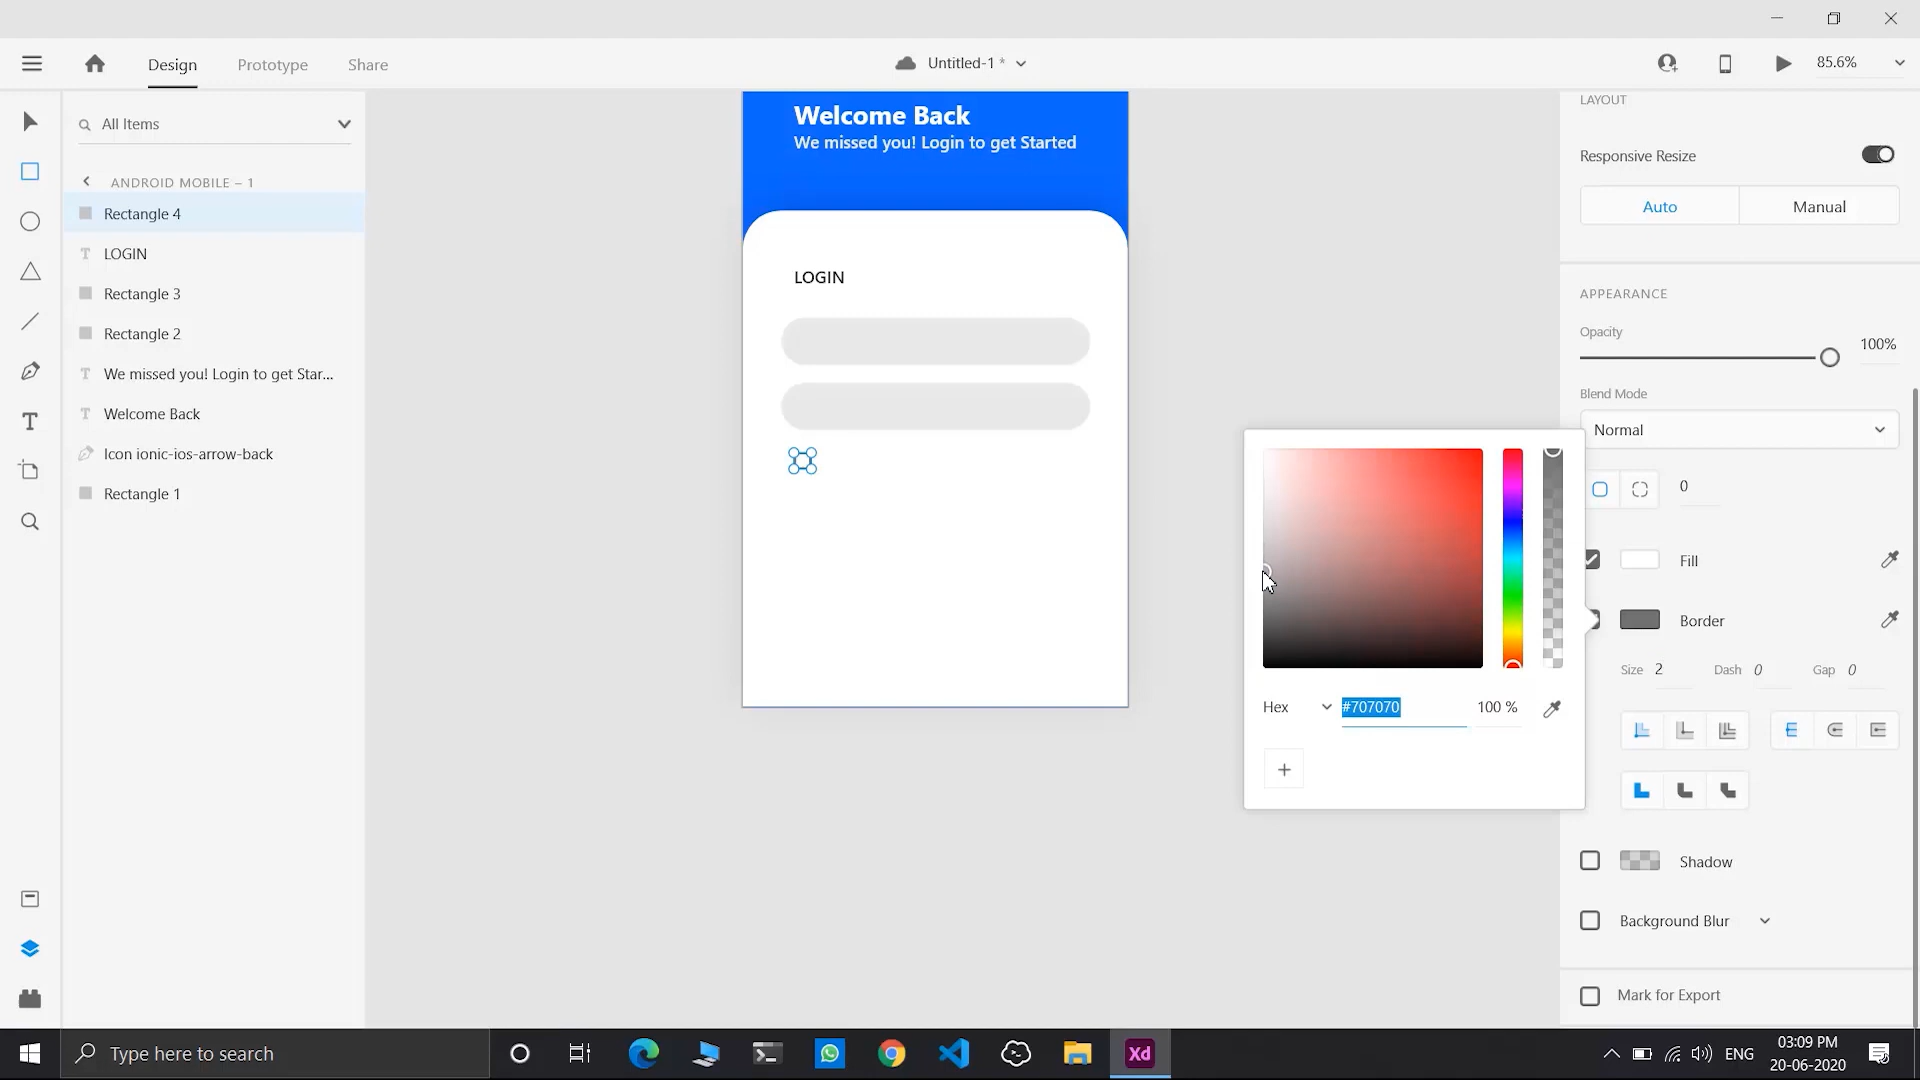 Design
Prototype
Share
Untitled-1 *
85.6%
All Items
ANDROID MOBILE – 1
Rectangle 4
LOGIN
Rectangle 3
Rectangle 2
We missed you! Login to get Star...
Welcome Back
Icon ionic-ios-arrow-back
Rectangle 1
Welcome Back
We missed you! Login to get Started
LOGIN
Hex
#707070
100 %
LAYOUT
Responsive Resize
Auto
Manual
APPEARANCE
Opacity
100%
Blend Mode
Normal
0
Fill
Border
Size 2
Dash 0
Gap 0
Shadow
Background Blur
Mark for Export
Type here to search
Xd
ENG
03:09 PM
20-06-2020